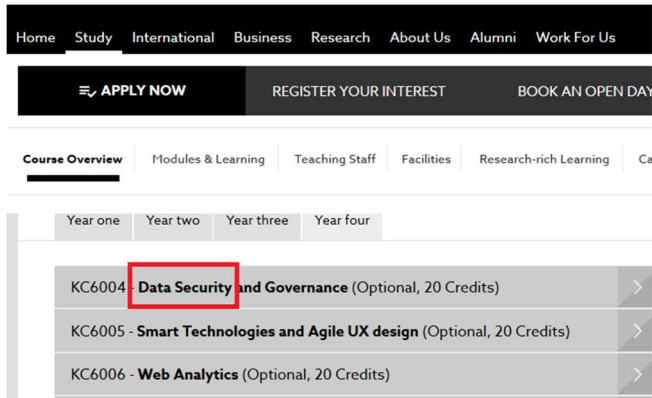 Home Study International Business Research About Us Alumni Work For Us
APPLY NOW REGISTER YOUR INTEREST BOOK AN OPEN DAY
Course Overview Modules & Learning Teaching Staff Facilities Research-rich Learning Ca
Year one Year two Year three Year four
KC6004 - Data Security and Governance (Optional, 20 Credits)
KC6005 - Smart Technologies and Agile UX design (Optional, 20 Credits)
KC6006 - Web Analytics (Optional, 20 Credits)